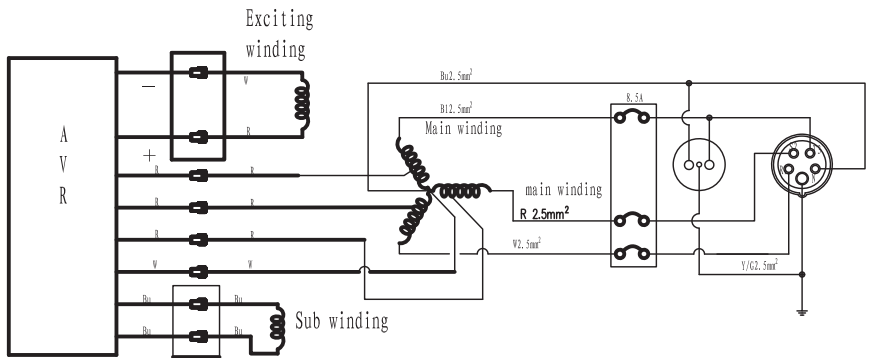 Exciting
winding
Bu2.5mm²
W
8.5A
B12.5mm²
Main winding
—
A
V
R
R
+
R
R
main winding
R
R
R 2.5mm²
R
R
W2.5mm²
W
W
Y/G2.5mm²
Bu
Bu
Sub winding
Bu
Bu